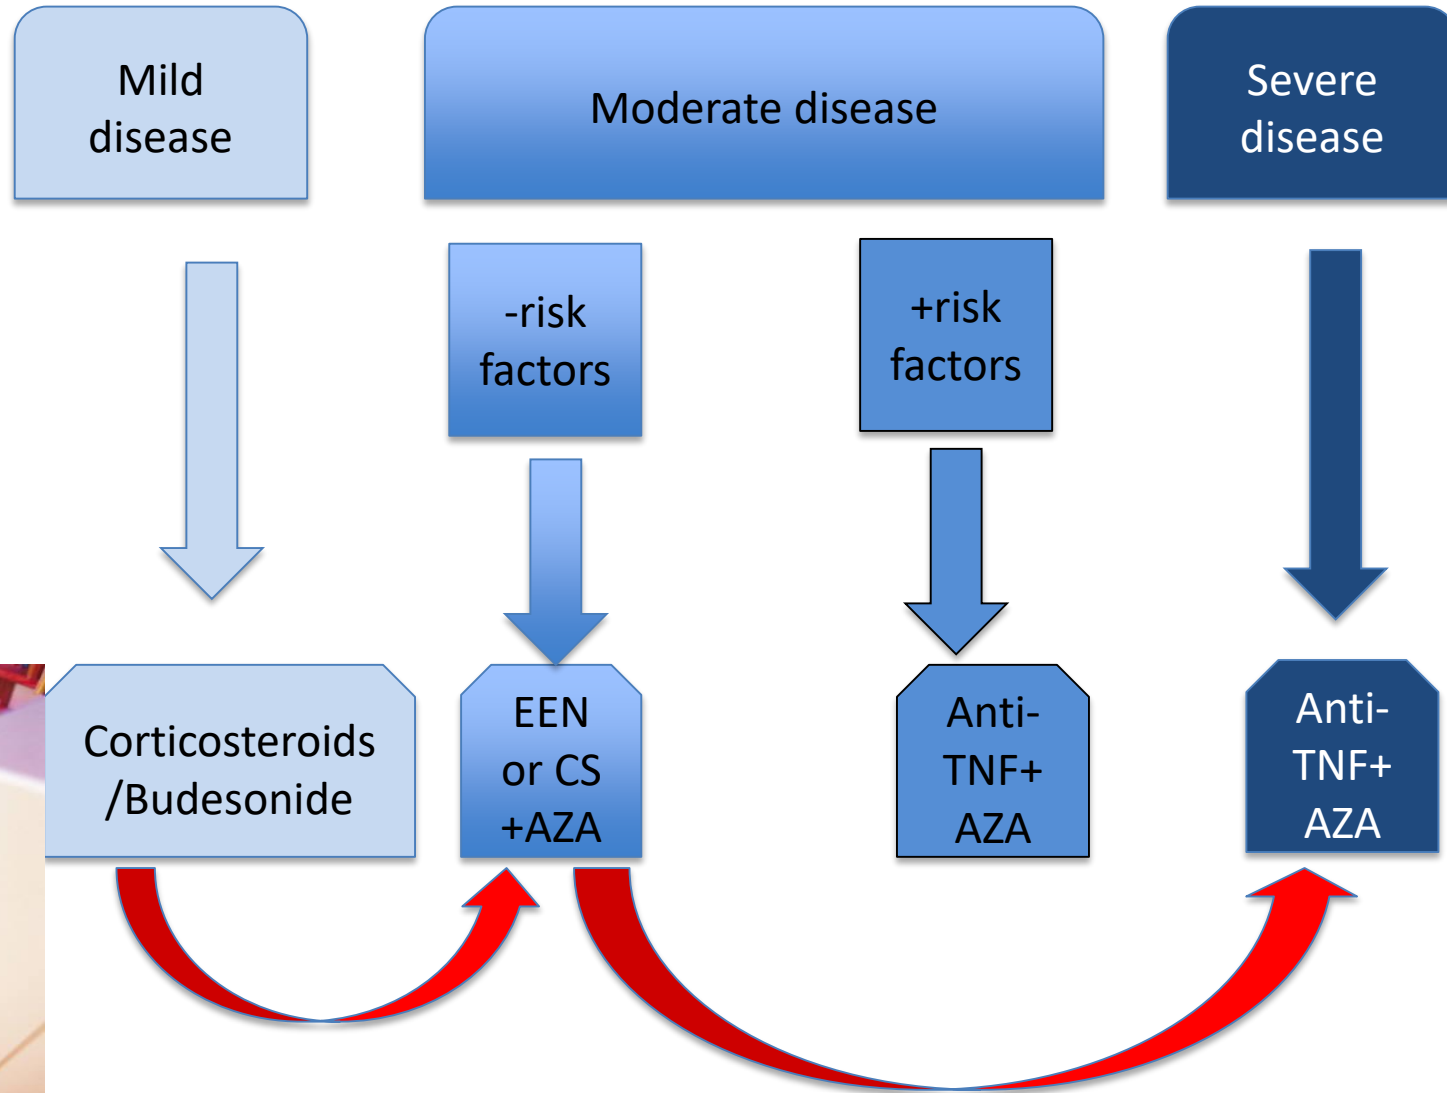 Mild
disease
Moderate disease
Severe
disease
-risk
factors
+risk
factors
Corticosteroids
/Budesonide
EEN
or CS
+AZA
Anti-
TNF+
AZA
Anti-
TNF+
AZA